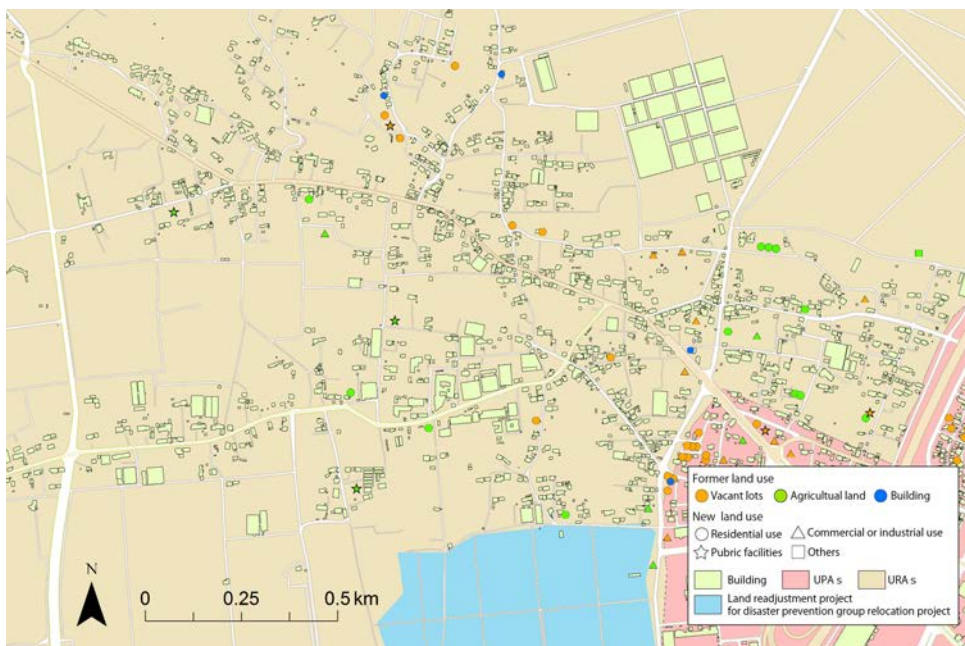 Former land use
Vacant lots Agricultual land Building
New land use
Residential use Commercial or industrial use
Pubric facilities Others
Building UPA s URA s
Land readjustment project
for disaster prevention group relocation project
N
0 0.25 0.5 km